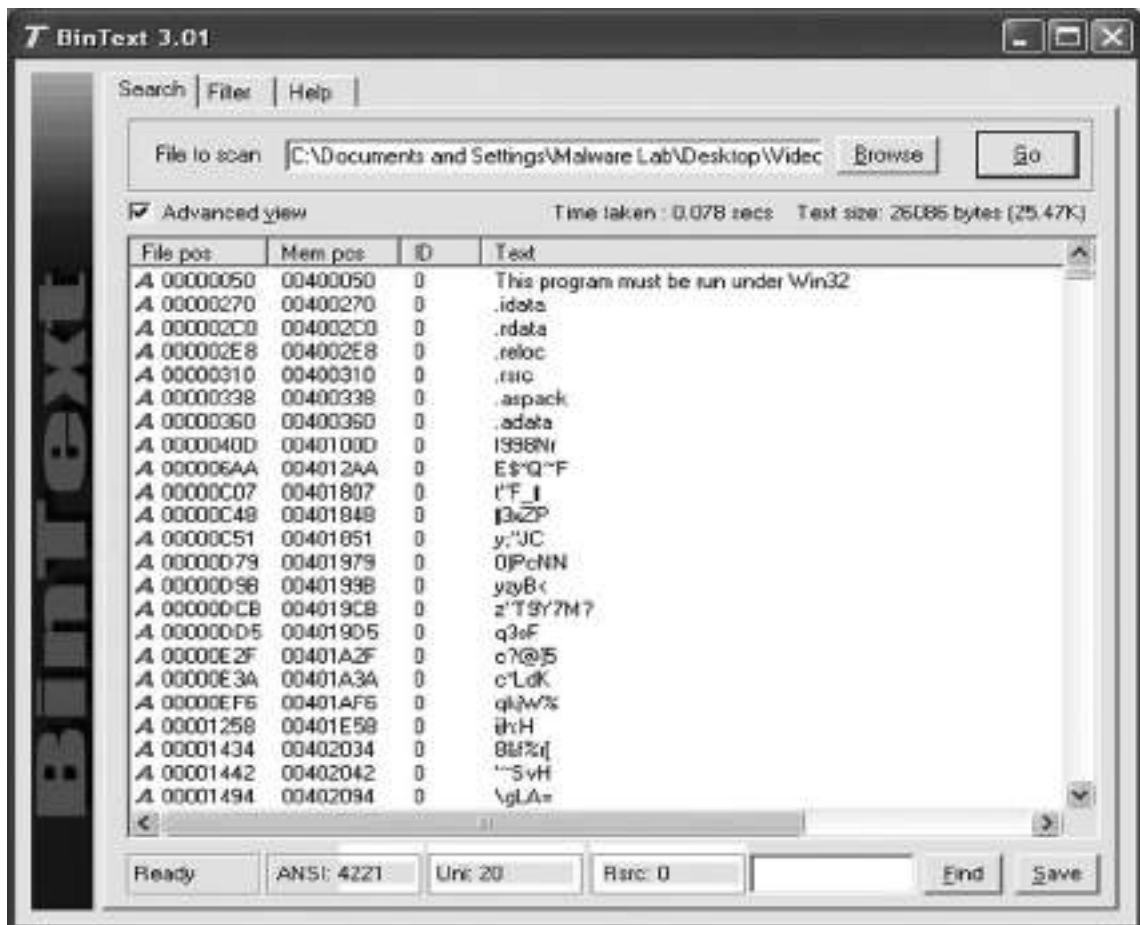 BinText 3.01
Search Filter Help
File to scan C:\Documents and Settings\Malware Lab\Desktop\Videc Browse Go
Advanced view Time taken : 0.078 secs Text size: 26086 bytes (25.47K)
File pos Mem pos ID Text
A 00000050 00400050 0 This program must be run under Win32
A 00000270 00400270 0 .idata
A 000002C0 004002C0 0 .rdata
A 000002E8 004002E8 0 .reloc
A 00000310 00400310 0 .rsrc
A 00000338 00400338 0 .aspack
A 00000360 00400360 0 .adata
A 0000040D 0040100D 0
A 000006AA 004012AA 0
A 00000C07 00401807 0
A 00000C48 00401848 0
A 00000C51 00401851 0
A 00000D79 00401979 0
A 00000D9B 0040199B 0 yzyB<
A 00000DCB 004019CB 0 z"T9Y7M?
A 00000DD5 004019D5 0
A 00000E2F 00401A2F 0
A 00000E3A 00401A3A 0
A 00000EF6 00401AF6 0
A 00001258 00401E58 0
A 00001434 00402034 0
A 00001442 00402042 0
A 00001494 00402094 0 \gLA=
Ready ANSI: 4221 Uni: 20 Rsrc: 0 Find Save
BinText